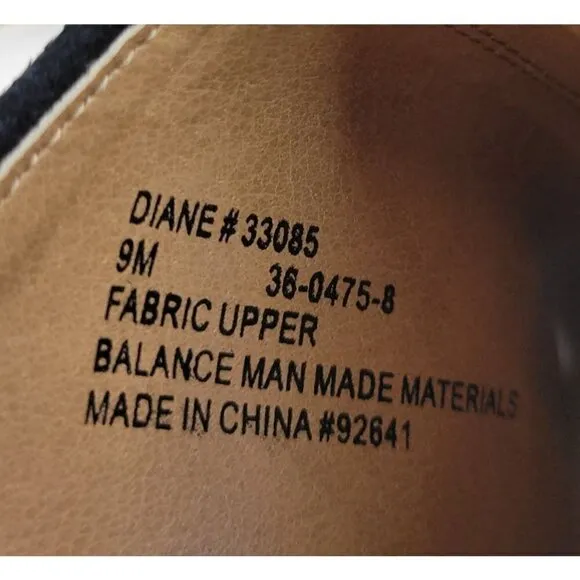 DIANE # 33085
9M 36-0475-8
FABRIC UPPER
BALANCE MAN MADE MATERIALS
MADE IN CHINA #92641